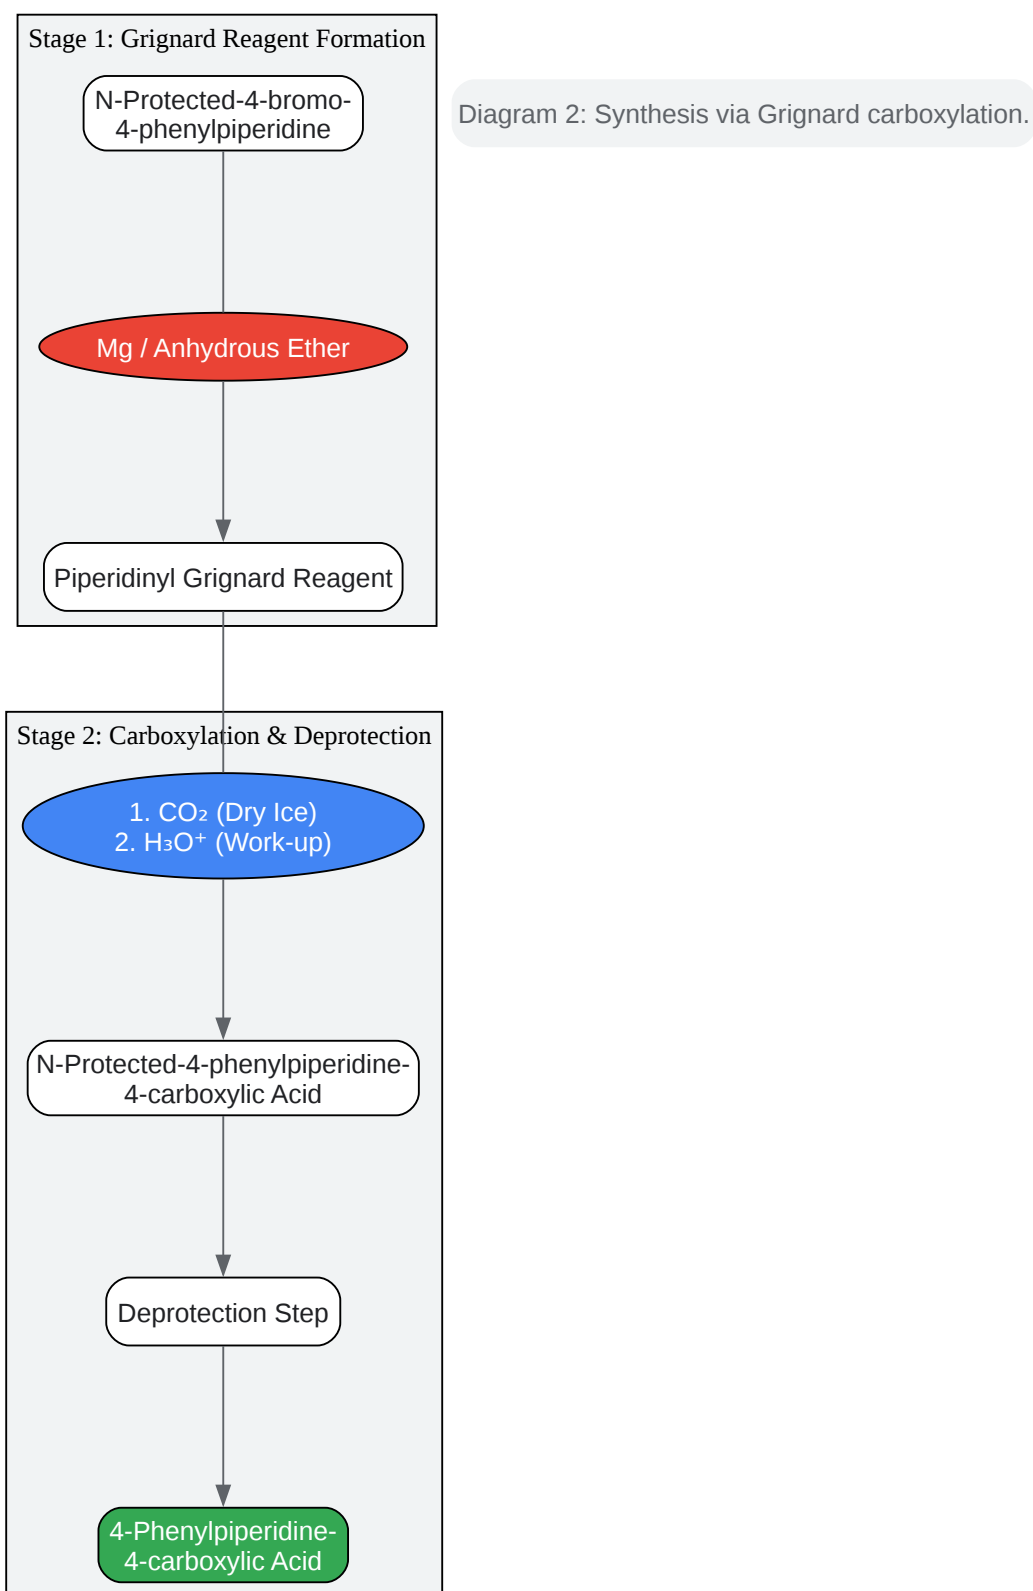 Stage 1: Grignard Reagent Formation
N-Protected-4-bromo-
4-phenylpiperidine
Diagram 2: Synthesis via Grignard carboxylation.
Mg / Anhydrous Ether
Piperidinyl Grignard Reagent
Stage 2: Carboxylation & Deprotection
1. CO₂ (Dry Ice)
2. H₃O⁺ (Work-up)
N-Protected-4-phenylpiperidine-
4-carboxylic Acid
Deprotection Step
4-Phenylpiperidine-
4-carboxylic Acid